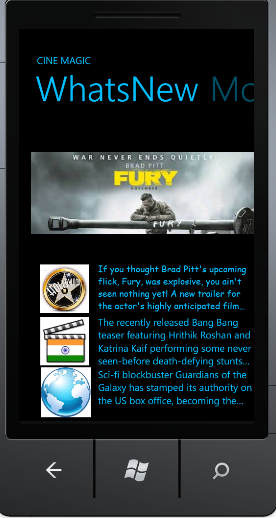 CINE MAGIC
WhatsNew Mo
WAR NEVER ENDS QUIETLY
BRAD PITT
FURY
NOVEMBER
FURY
If you thought Brad Pitt's upcoming
flick, Fury, was explosive, you ain't
seen nothing yet! A new trailer for
the actor's highly anticipated film...
The recently released Bang Bang
teaser featuring Hrithik Roshan and
Katrina Kaif performing some never
seen-before death-defying stunts...
Sci-fi blockbuster Guardians of the
Galaxy has stamped its authority on
the US box office, becoming the...